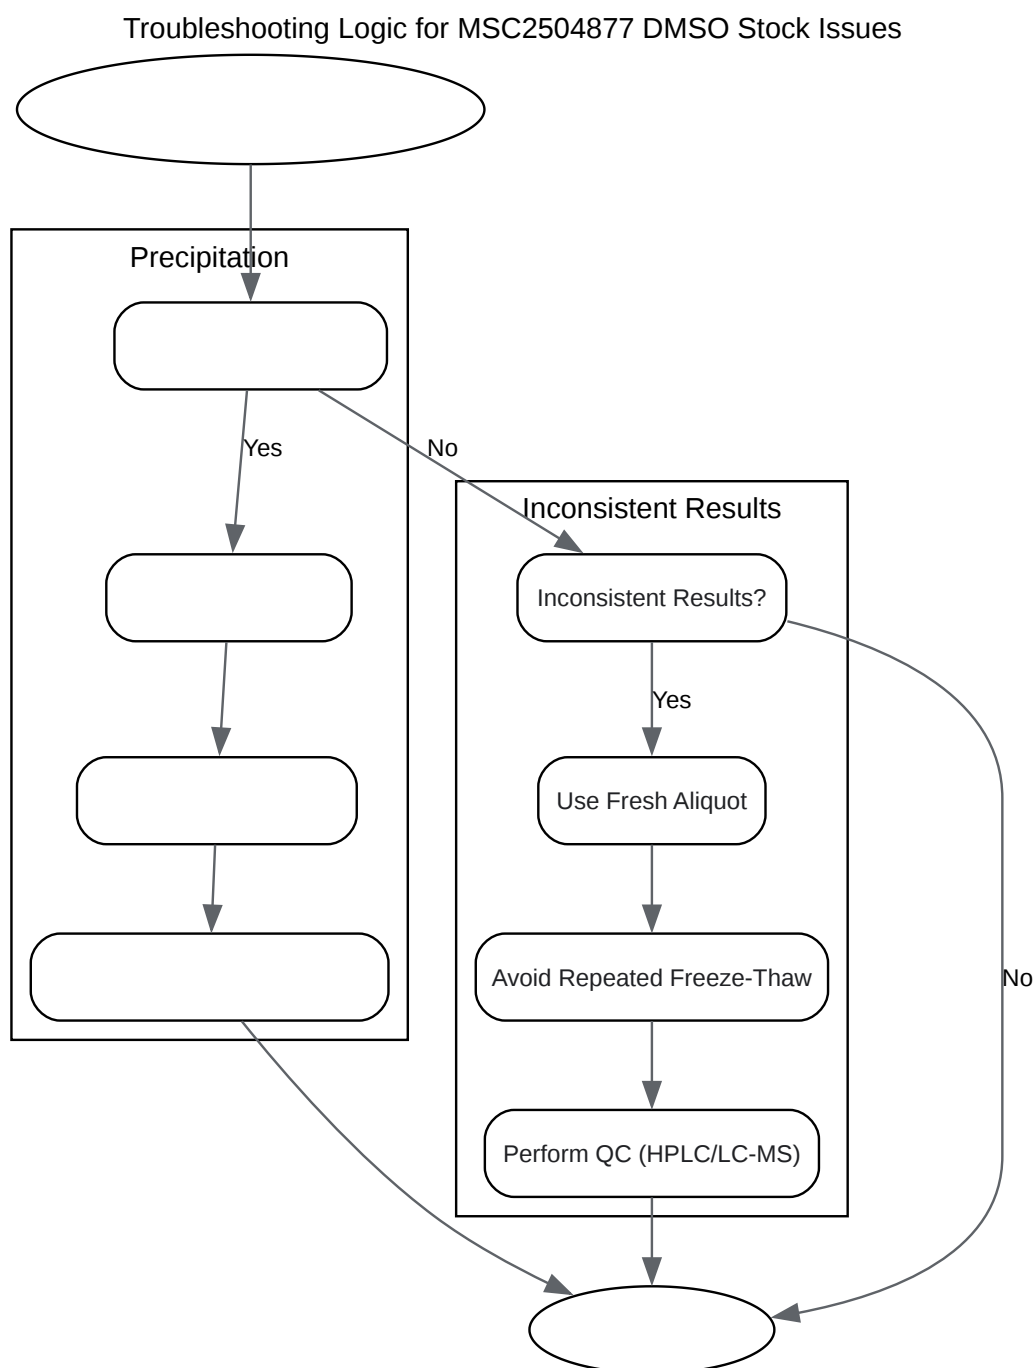 Troubleshooting Logic for MSC2504877 DMSO Stock Issues
Precipitation
Yes
No
Inconsistent Results
Inconsistent Results?
Yes
Use Fresh Aliquot
Avoid Repeated Freeze-Thaw
No
Perform QC (HPLC/LC-MS)